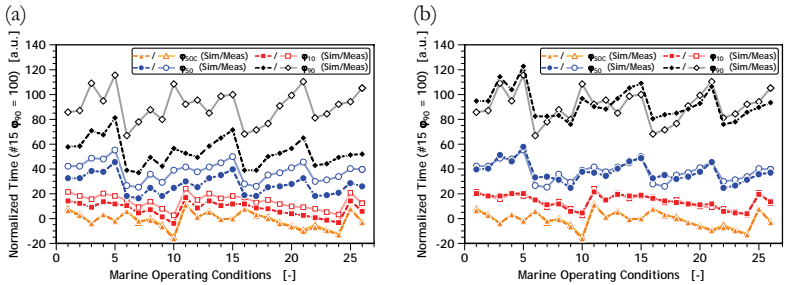 (a)
Normalized Time (#15 φ90 = 100) [a.u.]
140
120
100
80
60
40
20
0
-20
/ φSOC (Sim/Meas) / φ10 (Sim/Meas)
/ φ50 (Sim/Meas) / φ90 (Sim/Meas)
0 5 10 15 20 25
Marine Operating Conditions [-]
(b)
Normalized Time (#15 φ90 = 100) [a.u.]
140
120
100
80
60
40
20
0
-20
/ φSOC (Sim/Meas) / φ10 (Sim/Meas)
/ φ50 (Sim/Meas) / φ90 (Sim/Meas)
0 5 10 15 20 25
Marine Operating Conditions [-]